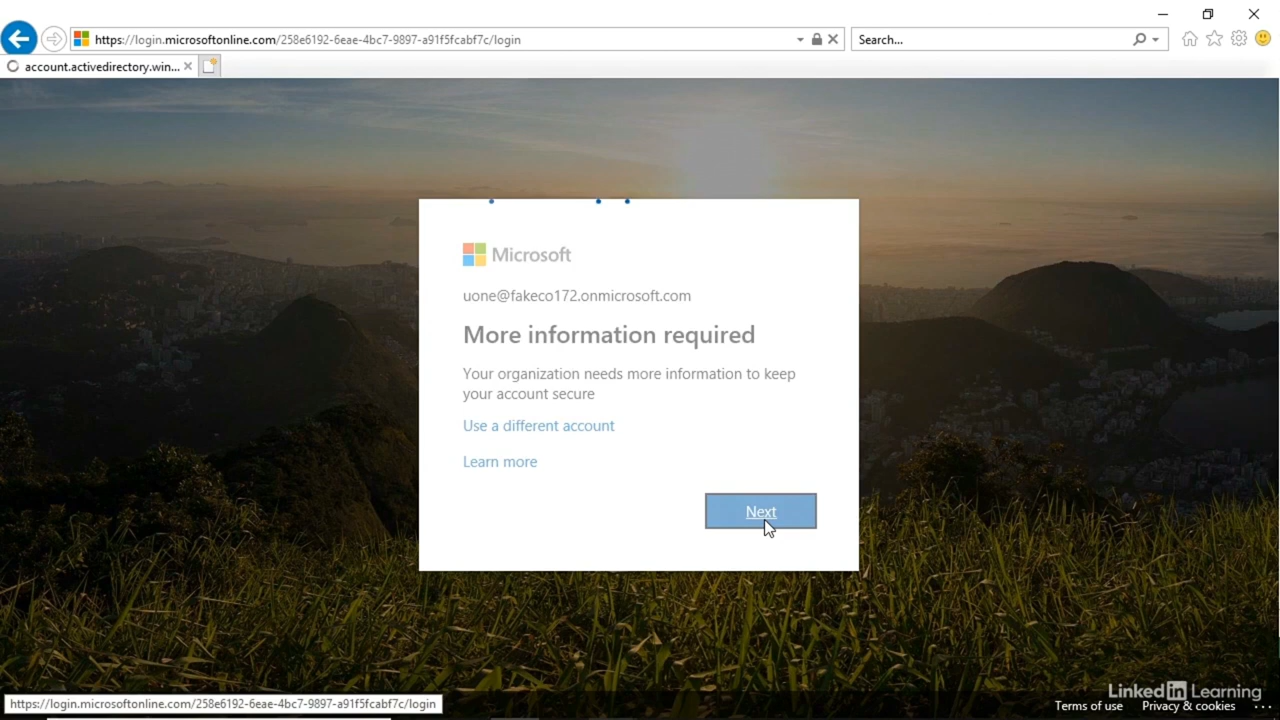 https://login.microsoftonline.com/258e6192-6eae-4bc7-9897-a91f5fcabf7c/login
Search...
account.activedirectory.win...
Microsoft
uone@fakeco172.onmicrosoft.com
More information required
Your organization needs more information to keep
your account secure
Use a different account
Learn more
Next
Linked in Learning
https://login.microsoftonline.com/258e6192-6eae-4bc7-9897-a91f5fcabf7c/login
Terms of use
Privacy & cookies
...